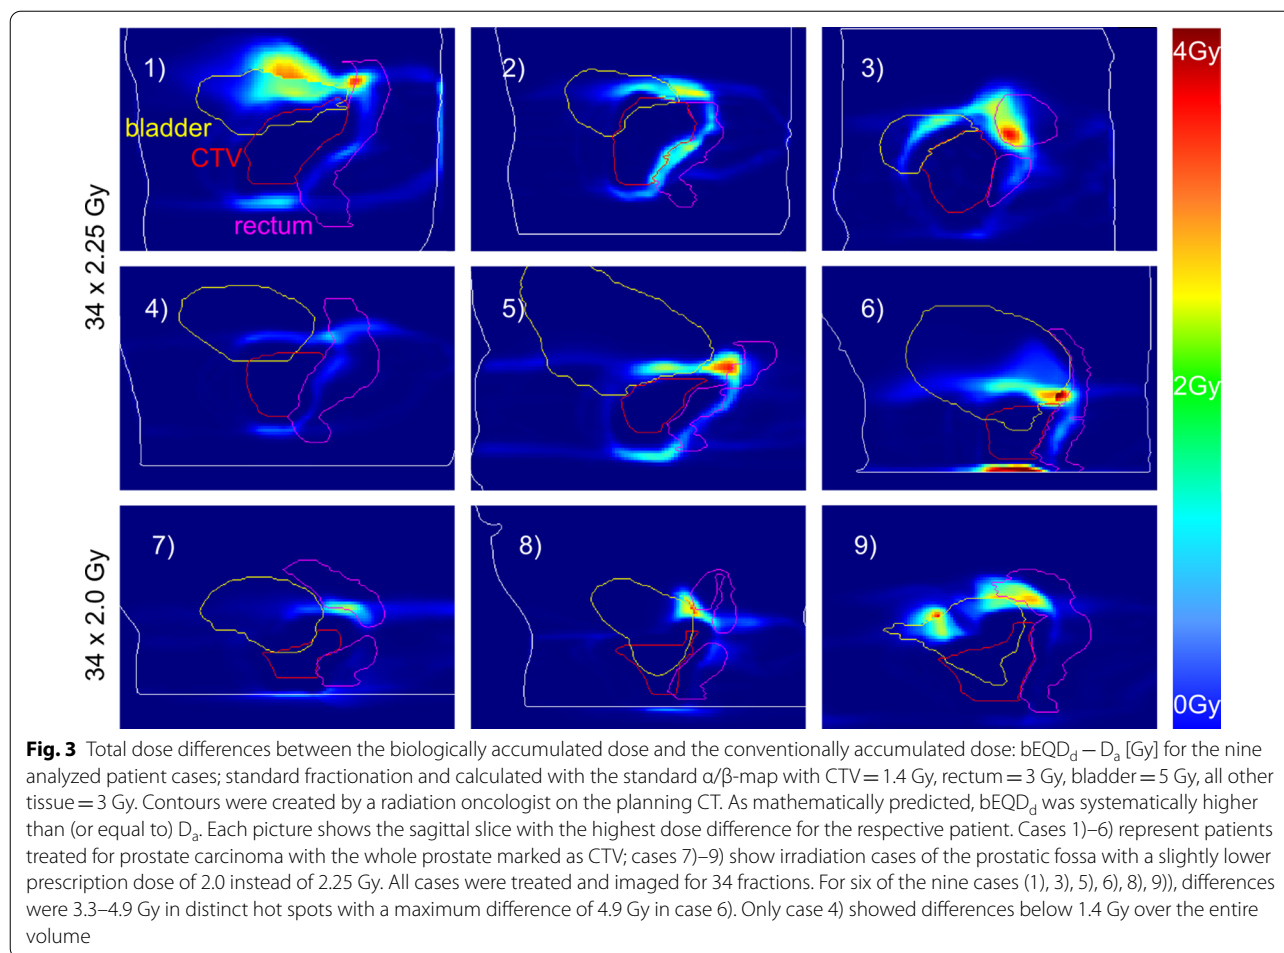 1)
2)
3)
4Gy
bladder
CTV
rectum
34 x 2.25 Gy
4)
5)
6)
2Gy
7)
8)
9)
34 x 2.0 Gy
0Gy
Fig. 3 Total dose differences between the biologically accumulated dose and the conventionally accumulated dose: bEQDd − Da [Gy] for the nine
analyzed patient cases; standard fractionation and calculated with the standard α/β-map with CTV = 1.4 Gy, rectum = 3 Gy, bladder = 5 Gy, all other
tissue = 3 Gy. Contours were created by a radiation oncologist on the planning CT. As mathematically predicted, bEQDd was systematically higher
than (or equal to) Da. Each picture shows the sagittal slice with the highest dose difference for the respective patient. Cases 1)–6) represent patients
treated for prostate carcinoma with the whole prostate marked as CTV; cases 7)–9) show irradiation cases of the prostatic fossa with a slightly lower
prescription dose of 2.0 instead of 2.25 Gy. All cases were treated and imaged for 34 fractions. For six of the nine cases (1), 3), 5), 6), 8), 9)), differences
were 3.3–4.9 Gy in distinct hot spots with a maximum difference of 4.9 Gy in case 6). Only case 4) showed differences below 1.4 Gy over the entire
volume